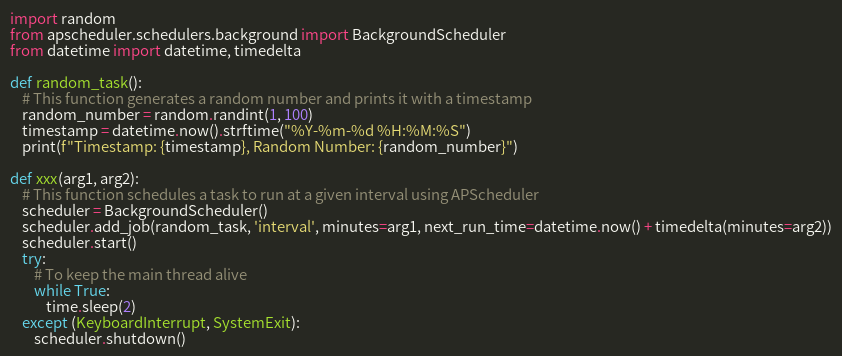 import random
from apscheduler.schedulers.background import BackgroundScheduler
from datetime import datetime, timedelta

def random_task():
    # This function generates a random number and prints it with a timestamp
    random_number = random.randint(1, 100)
    timestamp = datetime.now().strftime("%Y-%m-%d %H:%M:%S")
    print(f"Timestamp: {timestamp}, Random Number: {random_number}")

def xxx(arg1, arg2):
    # This function schedules a task to run at a given interval using APScheduler
    scheduler = BackgroundScheduler()
    scheduler.add_job(random_task, 'interval', minutes=arg1, next_run_time=datetime.now() + timedelta(minutes=arg2))
    scheduler.start()
    try:
        # To keep the main thread alive
        while True:
            time.sleep(2)
    except (KeyboardInterrupt, SystemExit):
        scheduler.shutdown()